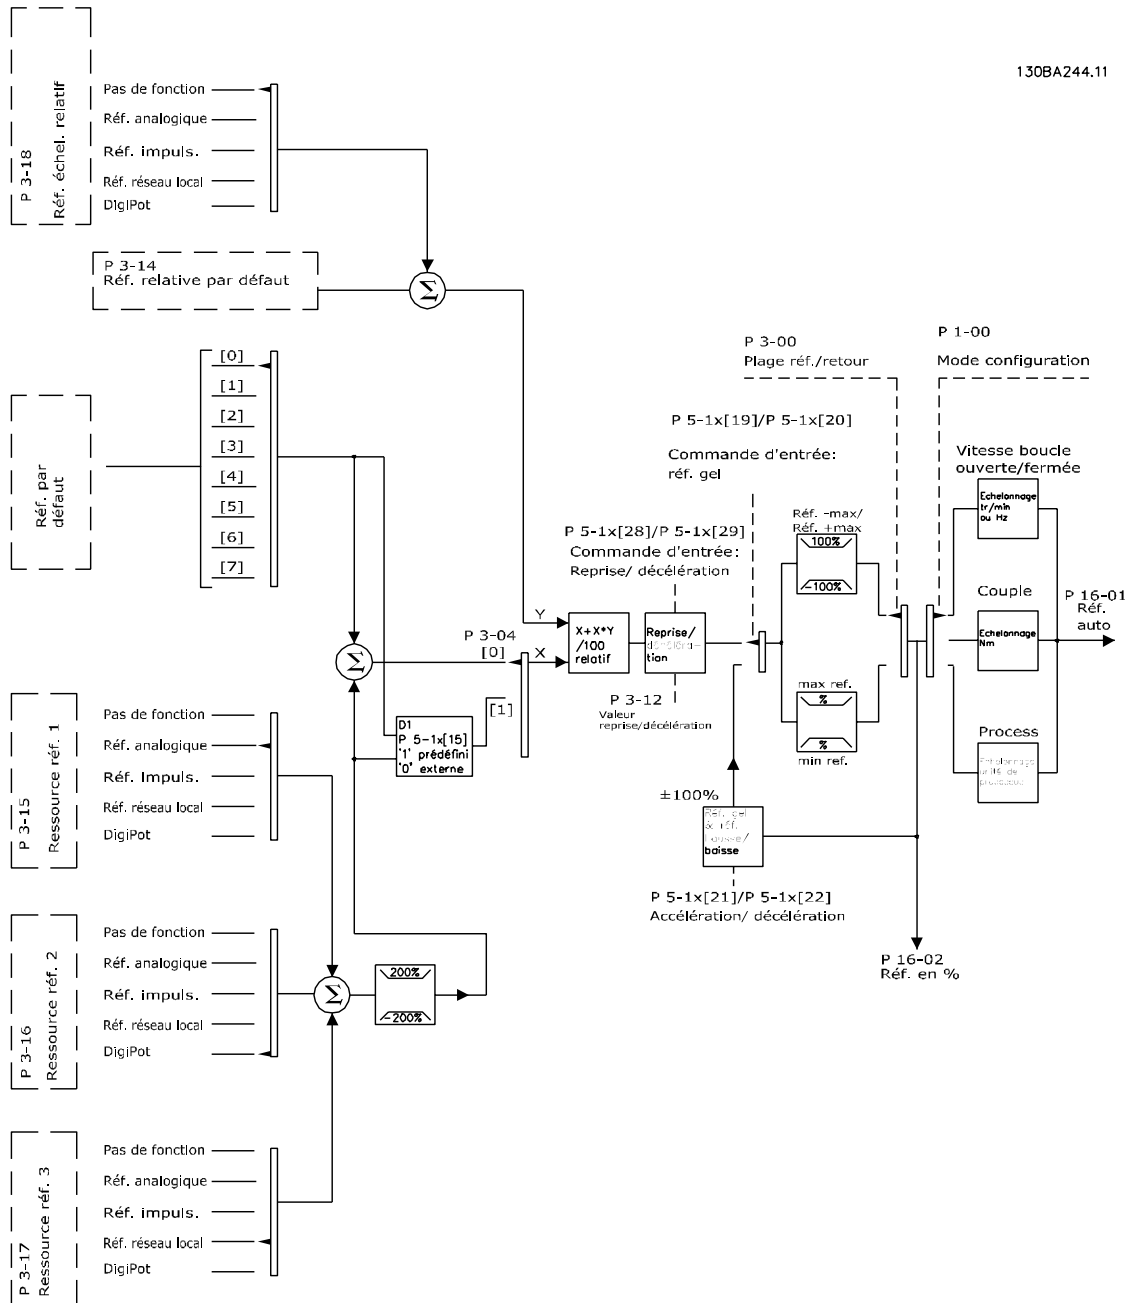 130BA244.11
P 3-18
Réf. échel. relatif
Pas de fonction
Réf. analogique
Réf. impuls.
Réf. réseau local
DigiPot
P 3-14
Réf. relative par défaut
Réf. par
défaut
[0]
[1]
[2]
[3]
[4]
[5]
[6]
[7]
P 3-04
[0]
[1]
Y
X
X+X*Y
/100
relatif
D1
P 5-1x[15]
'1' prédéfini
'0' externe
P 5-1x[28]/P 5-1x[29]
Commande d'entrée:
Reprise/ décélération
Reprise/
tion
P 3-12
Valeur
reprise/décélération
P 5-1x[19]/P 5-1x[20]
Commande d'entrée:
réf. gel
Réf. -max/
Réf. +max
100%
-100%
max ref.
%
%
min ref.
P 3-00
Plage réf./retour
P 1-00
Mode configuration
Vitesse boucle
ouverte/fermée
Echelonnage
tr/min
ou Hz
Couple
Echelonnage
Nm
Process
P 16-01
Réf.
auto
±100%
Réf. gel
& réf.
baisse
P 5-1x[21]/P 5-1x[22]
Accélération/ décélération
P 16-02
Réf. en %
P 3-15
Ressource réf. 1
Pas de fonction
Réf. analogique
Réf. Impuls.
Réf. réseau local
DigiPot
P 3-16
Ressource réf. 2
Pas de fonction
Réf. analogique
Réf. impuls.
Réf. réseau local
DigiPot
200%
-200%
P 3-17
Ressource réf. 3
Pas de fonction
Réf. analogique
Réf. impuls.
Réf. réseau local
DigiPot
Σ
Σ
Σ